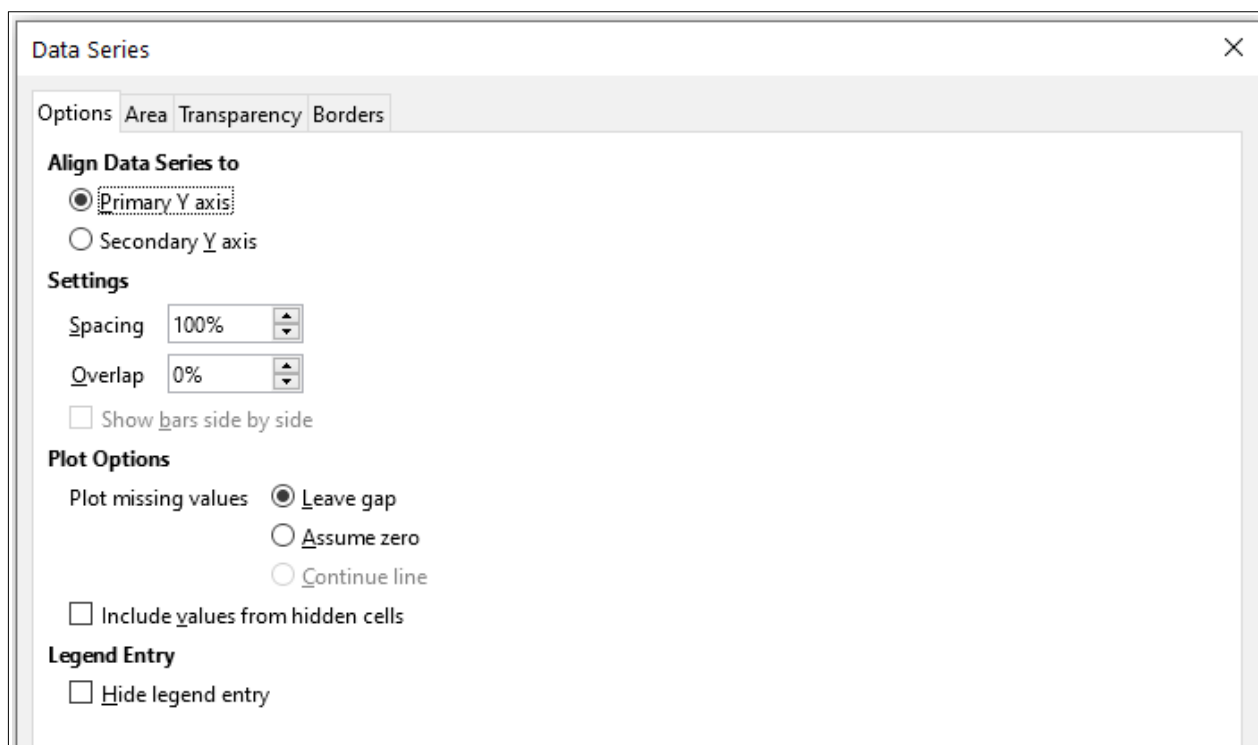 Data Series
Options Area Transparency Borders
Align Data Series to
Primary Y axis
Secondary Y axis
Settings
Spacing 100%
Overlap 0%
Show bars side by side
Plot Options
Plot missing values Leave gap
Assume zero
Continue line
Include values from hidden cells
Legend Entry
Hide legend entry